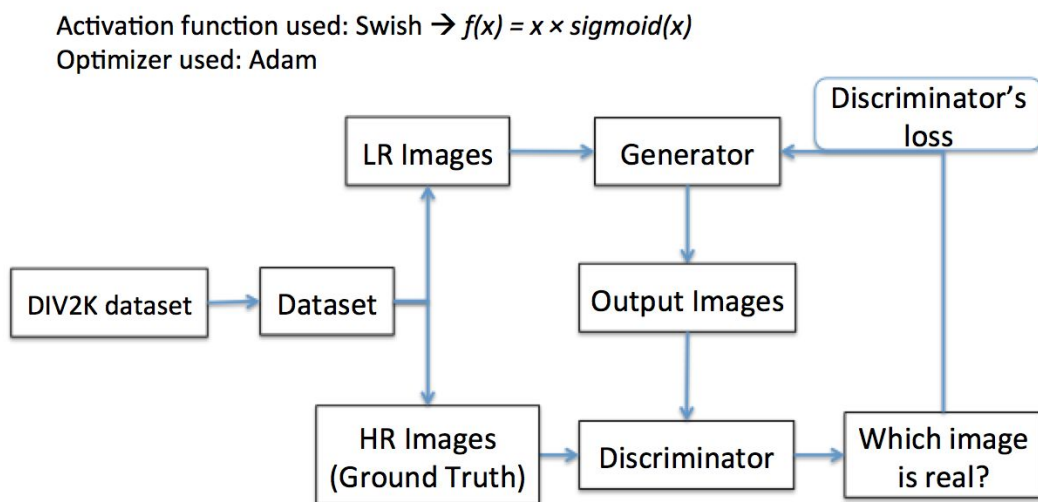 Activation function used: Swish → f(x) = x × sigmoid(x)
Optimizer used: Adam
Discriminator's
loss
LR Images
Generator
DIV2K dataset
Dataset
Output Images
HR Images
(Ground Truth)
Discriminator
Which image
is real?